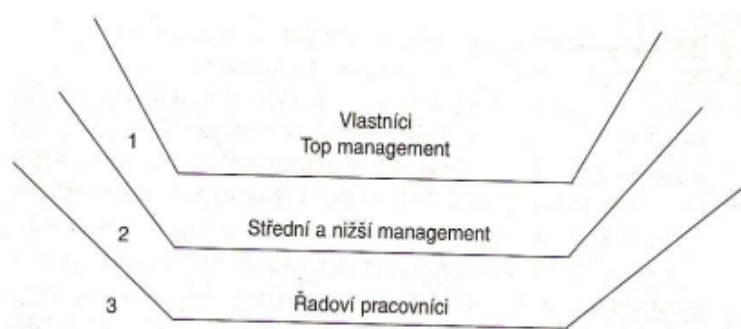 Vlastníci
1 Top management
2 Střední a nižší management
3 Řadoví pracovníci